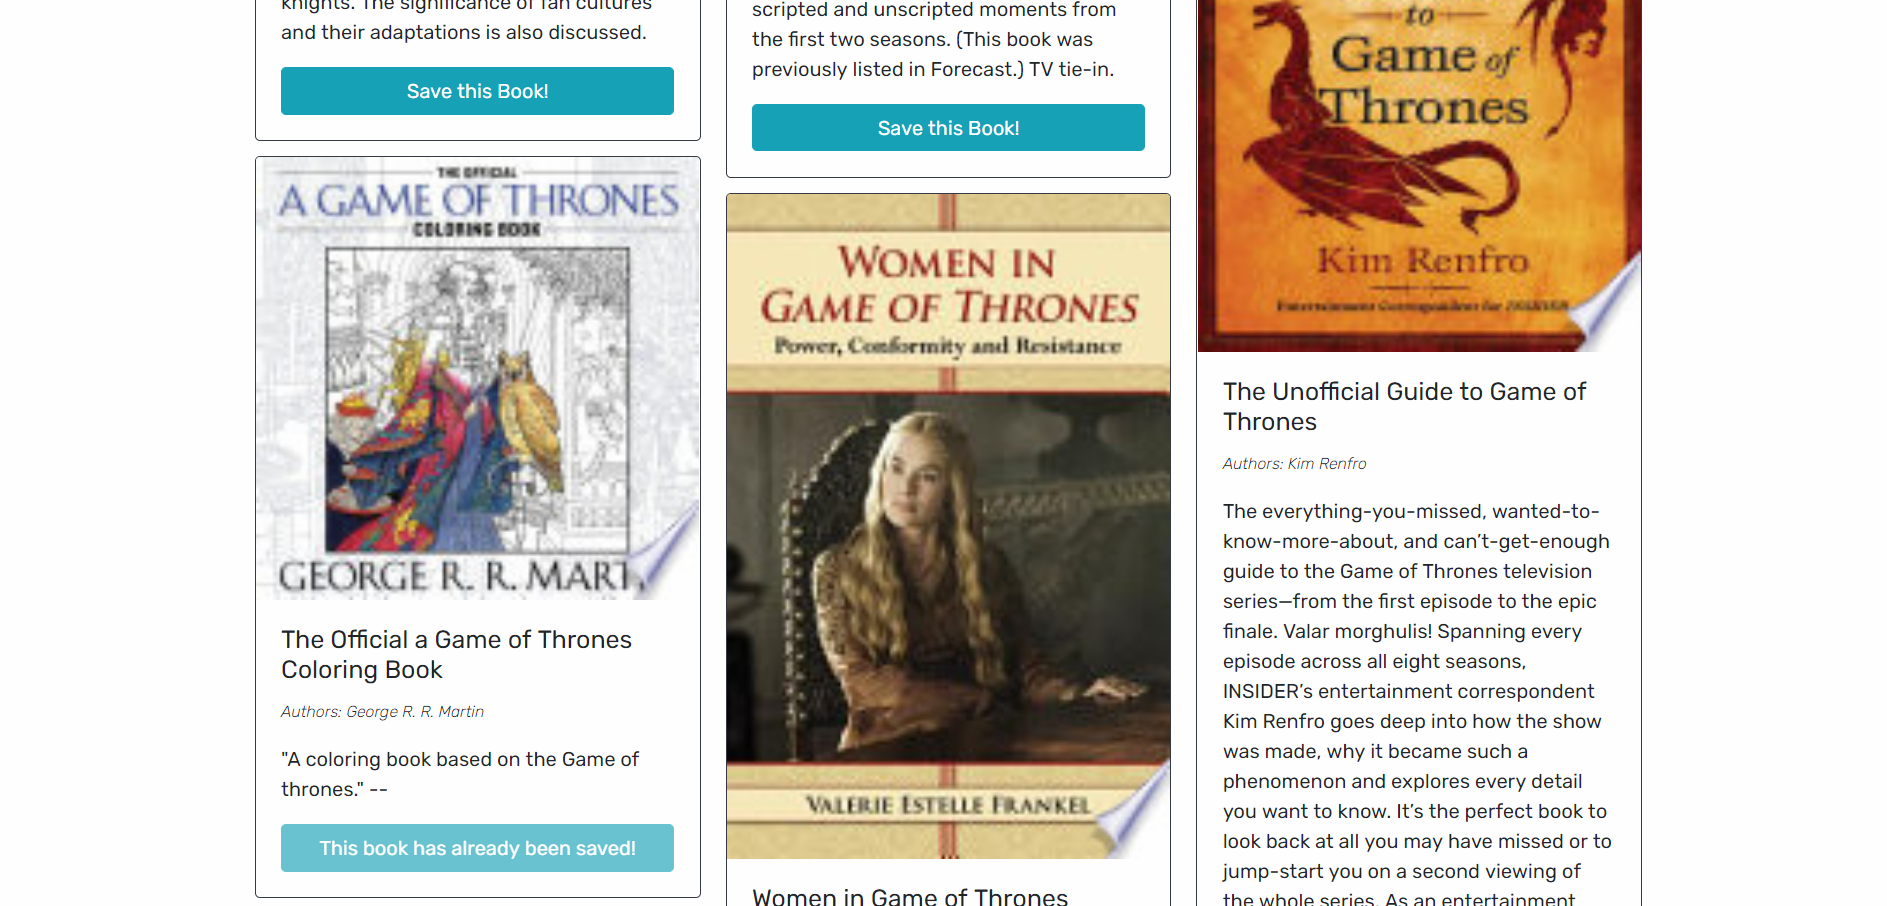 knights. The significance of fan cultures
and their adaptations is also discussed.
Save this Book!
THE OFFICIAL
A GAME OF THRONES
COLORING BOOK
GEORGE R. R. MART
The Official a Game of Thrones
Coloring Book
Authors: George R. R. Martin
"A coloring book based on the Game of
thrones." --
This book has already been saved!
scripted and unscripted moments from
the first two seasons. (This book was
previously listed in Forecast.) TV tie-in.
Save this Book!
WOMEN IN
GAME OF THRONES
Power, Conformity and Resistance
VALERIE ESTELLE FRANKEL
Women in Game of Thrones
to
Game of
Thrones
Kim Renfro
Entertainment Correspondent for INSIDER
The Unofficial Guide to Game of
Thrones
Authors: Kim Renfro
The everything-you-missed, wanted-to-
know-more-about, and can’t-get-enough
guide to the Game of Thrones television
series—from the first episode to the epic
finale. Valar morghulis! Spanning every
episode across all eight seasons,
INSIDER’s entertainment correspondent
Kim Renfro goes deep into how the show
was made, why it became such a
phenomenon and explores every detail
you want to know. It’s the perfect book to
look back at all you may have missed or to
jump-start you on a second viewing of
the whole series. As an entertainment